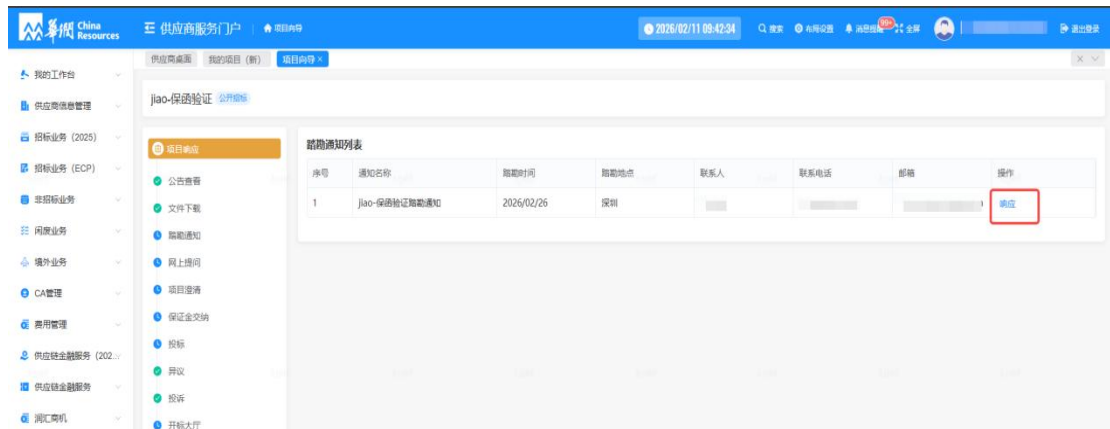 華润 China Resources
供应商服务门户 项目向导 2026/02/11 09:42:34 搜索 布局设置 消息提醒 99+ 全屏 退出登录
供应商桌面 我的项目（新） 项目向导 ×
我的工作台
供应商信息管理
招标业务（2025）
招标业务（ECP）
非招标业务
闲废业务
境外业务
CA管理
费用管理
供应链金融服务（202...
供应链金融服务
润汇商机
jiao-保函验证 公开招标
项目响应
公告查看
文件下载
踏勘通知
网上提问
项目澄清
保证金交纳
投标
异议
投诉
开标大厅
踏勘通知列表
序号 通知名称 踏勘时间 踏勘地点 联系人 联系电话 邮箱 操作
1 jiao-保函验证踏勘通知 2026/02/26 深圳 响应